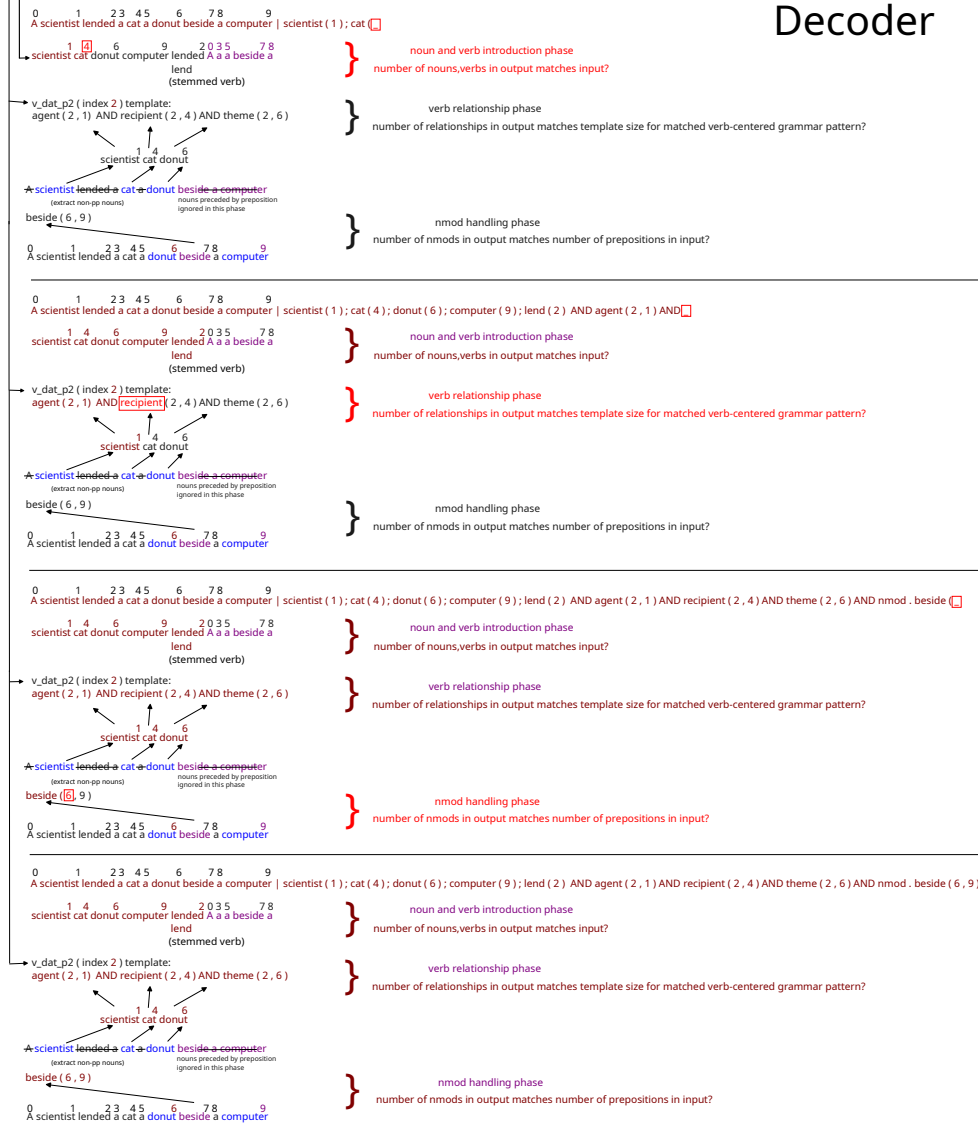 Decoder
0 1 2 3 4 5 6 7 8 9
A scientist lended a cat a donut beside a computer | scientist ( 1 ) ; cat ( _
1 4 6 9 2 0 3 5 7 8
scientist cat donut computer lended A a a beside a
lend
(stemmed verb)
noun and verb introduction phase
number of nouns,verbs in output matches input?
v_dat_p2 ( index 2 ) template:
agent ( 2 , 1) AND recipient ( 2 , 4 ) AND theme ( 2 , 6 )
verb relationship phase
number of relationships in output matches template size for matched verb-centered grammar pattern?
1 4 6
scientist cat donut
A scientist lended a cat a donut beside a computer
(extract non-pp nouns)
nouns preceded by preposition
ignored in this phase
beside ( 6 , 9 )
nmod handling phase
number of nmods in output matches number of prepositions in input?
0 1 2 3 4 5 6 7 8 9
A scientist lended a cat a donut beside a computer
0 1 2 3 4 5 6 7 8 9
A scientist lended a cat a donut beside a computer | scientist ( 1 ) ; cat ( 4 ) ; donut ( 6 ) ; computer ( 9 ) ; lend ( 2 ) AND agent ( 2 , 1 ) AND _
1 4 6 9 2 0 3 5 7 8
scientist cat donut computer lended A a a beside a
lend
(stemmed verb)
noun and verb introduction phase
number of nouns,verbs in output matches input?
v_dat_p2 ( index 2 ) template:
agent ( 2 , 1) AND recipient ( 2 , 4 ) AND theme ( 2 , 6 )
verb relationship phase
number of relationships in output matches template size for matched verb-centered grammar pattern?
1 4 6
scientist cat donut
A scientist lended a cat a donut beside a computer
(extract non-pp nouns)
nouns preceded by preposition
ignored in this phase
beside ( 6 , 9 )
nmod handling phase
number of nmods in output matches number of prepositions in input?
0 1 2 3 4 5 6 7 8 9
A scientist lended a cat a donut beside a computer
0 1 2 3 4 5 6 7 8 9
A scientist lended a cat a donut beside a computer | scientist ( 1 ) ; cat ( 4 ) ; donut ( 6 ) ; computer ( 9 ) ; lend ( 2 ) AND agent ( 2 , 1 ) AND recipient ( 2 , 4 ) AND theme ( 2 , 6 ) AND nmod . beside ( _
1 4 6 9 2 0 3 5 7 8
scientist cat donut computer lended A a a beside a
lend
(stemmed verb)
noun and verb introduction phase
number of nouns,verbs in output matches input?
v_dat_p2 ( index 2 ) template:
agent ( 2 , 1) AND recipient ( 2 , 4 ) AND theme ( 2 , 6 )
verb relationship phase
number of relationships in output matches template size for matched verb-centered grammar pattern?
1 4 6
scientist cat donut
A scientist lended a cat a donut beside a computer
(extract non-pp nouns)
nouns preceded by preposition
ignored in this phase
beside ( 6 , 9 )
nmod handling phase
number of nmods in output matches number of prepositions in input?
0 1 2 3 4 5 6 7 8 9
A scientist lended a cat a donut beside a computer
0 1 2 3 4 5 6 7 8 9
A scientist lended a cat a donut beside a computer | scientist ( 1 ) ; cat ( 4 ) ; donut ( 6 ) ; computer ( 9 ) ; lend ( 2 ) AND agent ( 2 , 1 ) AND recipient ( 2 , 4 ) AND theme ( 2 , 6 ) AND nmod . beside ( 6 , 9 )
1 4 6 9 2 0 3 5 7 8
scientist cat donut computer lended A a a beside a
lend
(stemmed verb)
noun and verb introduction phase
number of nouns,verbs in output matches input?
v_dat_p2 ( index 2 ) template:
agent ( 2 , 1) AND recipient ( 2 , 4 ) AND theme ( 2 , 6 )
verb relationship phase
number of relationships in output matches template size for matched verb-centered grammar pattern?
1 4 6
scientist cat donut
A scientist lended a cat a donut beside a computer
(extract non-pp nouns)
nouns preceded by preposition
ignored in this phase
beside ( 6 , 9 )
nmod handling phase
number of nmods in output matches number of prepositions in input?
0 1 2 3 4 5 6 7 8 9
A scientist lended a cat a donut beside a computer